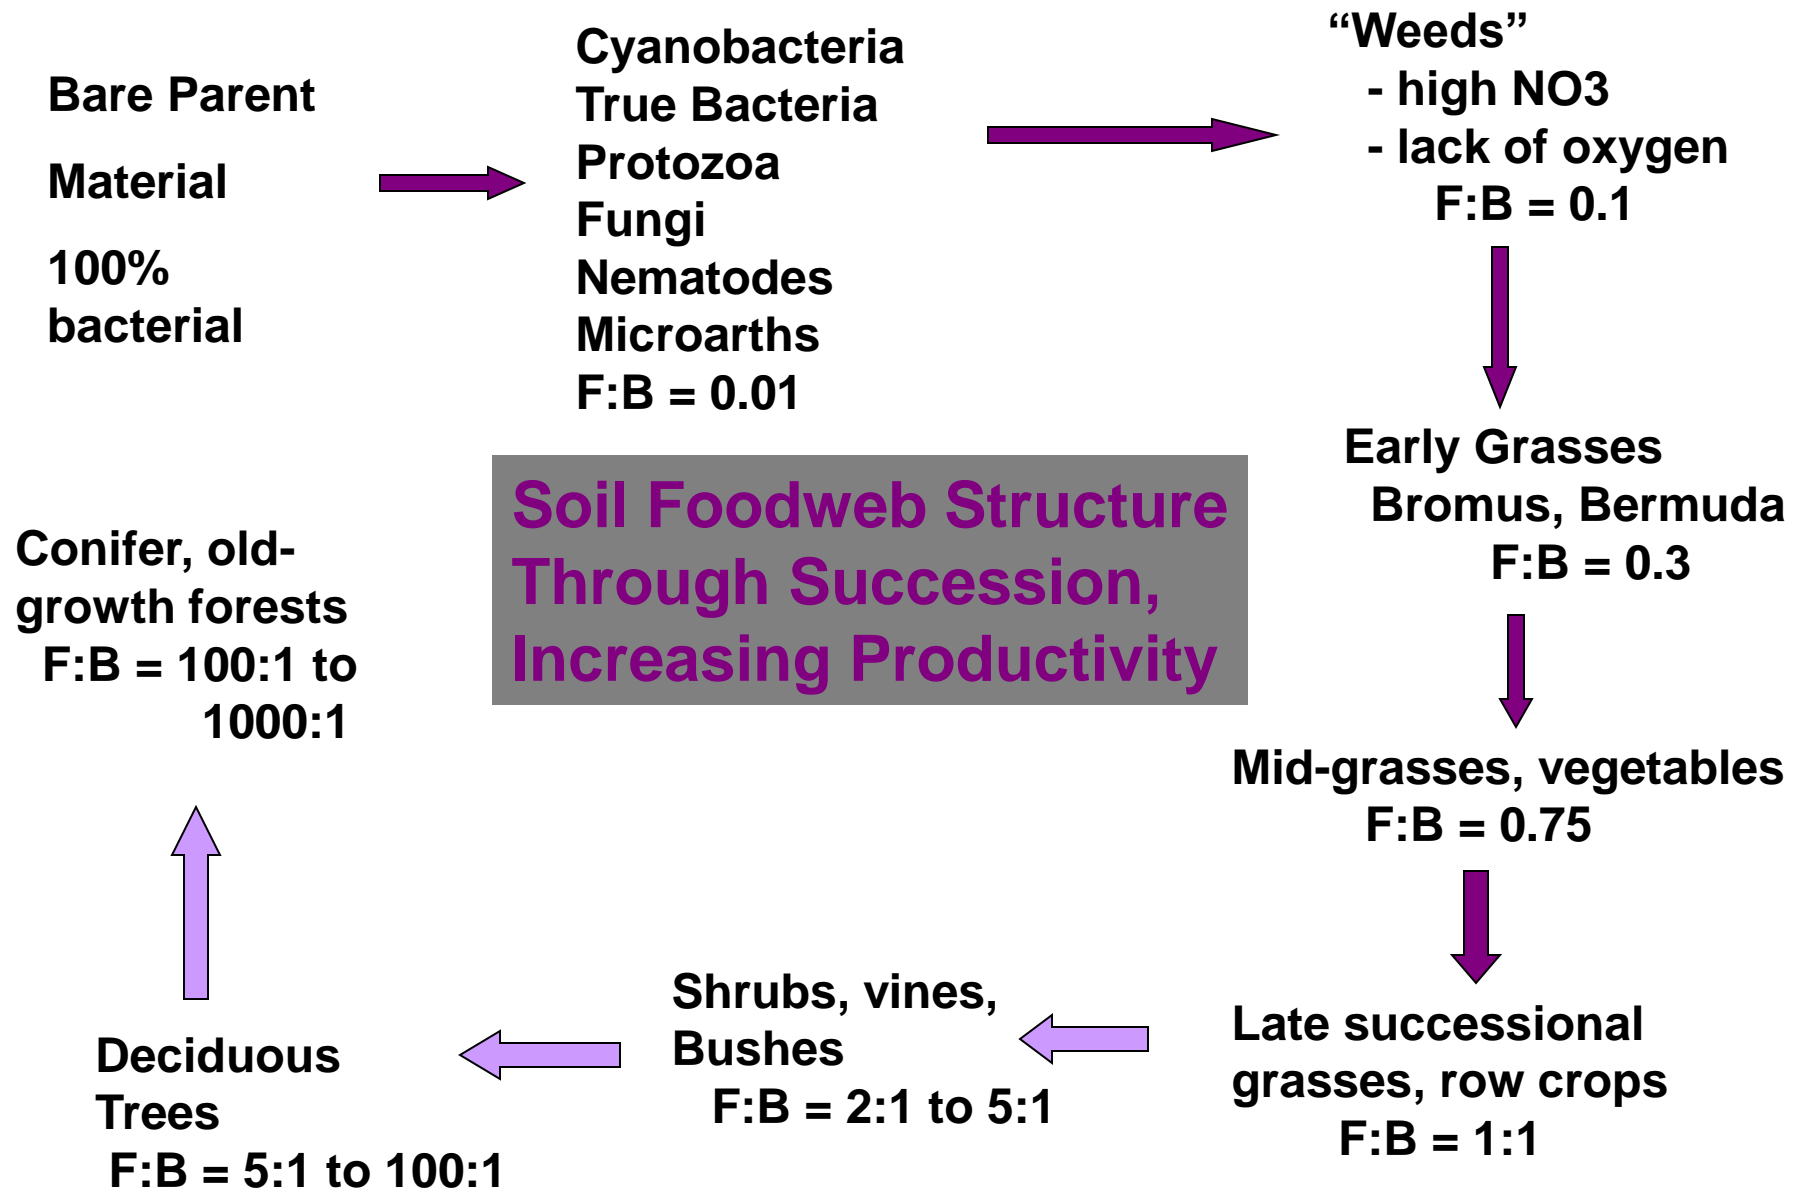 Bare Parent
Material
100%
bacterial
Cyanobacteria
True Bacteria
Protozoa
Fungi
Nematodes
Microarths
F:B = 0.01
“Weeds”
- high NO3
- lack of oxygen
F:B = 0.1
Early Grasses
Bromus, Bermuda
F:B = 0.3
Mid-grasses, vegetables
F:B = 0.75
Late successional
grasses, row crops
F:B = 1:1
Shrubs, vines,
Bushes
F:B = 2:1 to 5:1
Deciduous
Trees
F:B = 5:1 to 100:1
Conifer, old-
growth forests
F:B = 100:1 to
1000:1
Soil Foodweb Structure
Through Succession,
Increasing Productivity